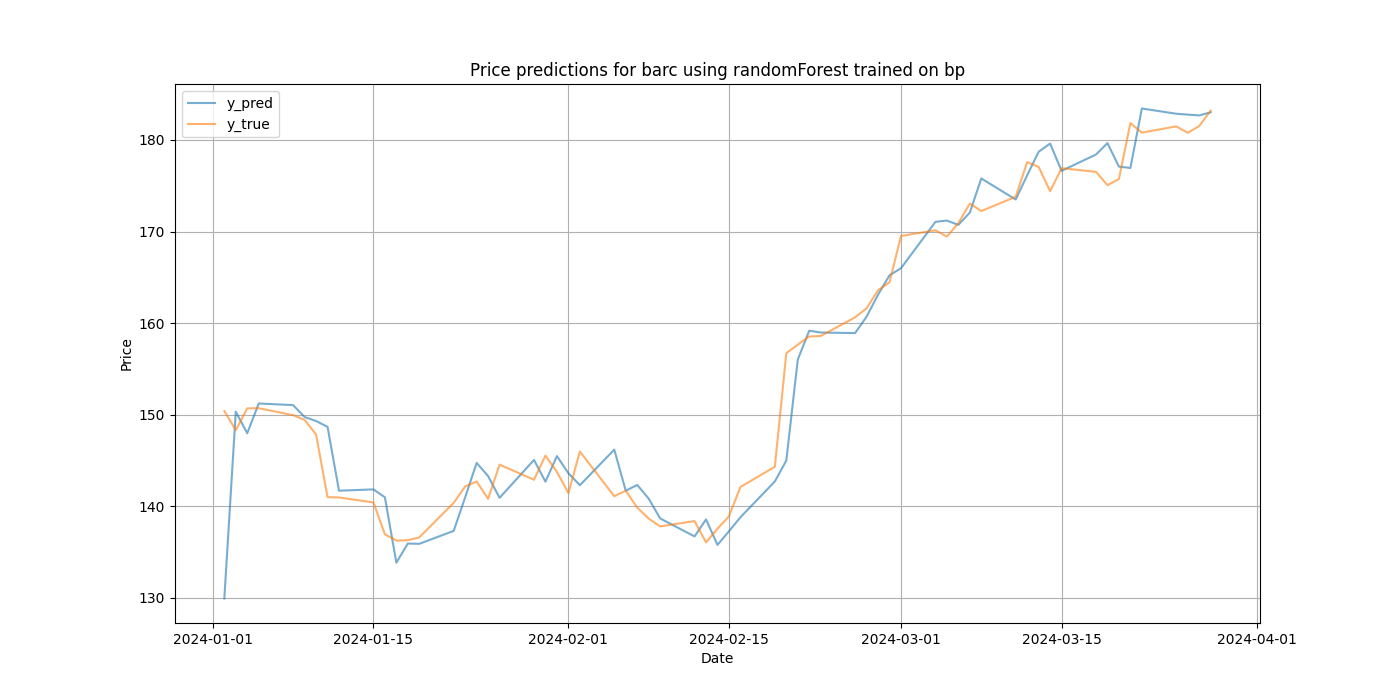 Price predictions for barc using randomForest trained on bp
y_pred
y_true
180
170
160
150
140
130
Price
2024-01-01
2024-01-15
2024-02-01
2024-02-15
2024-03-01
2024-03-15
2024-04-01
Date